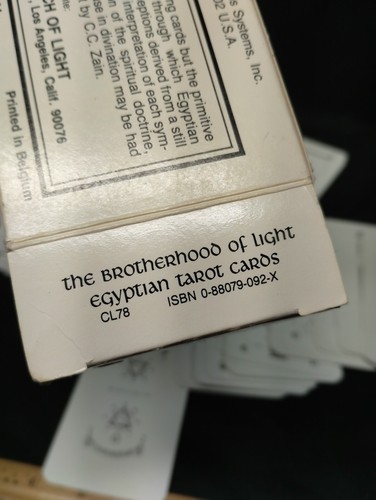 s Systems, Inc.
02 U.S.A.
ng cards but the primitive
through which Egyptian
eptions derived from a still
interpretation of each sym-
n of the spiritual doctrine,
se in divination may be had
t by C.C. Zain.
te:
CH OF LIGHT
, Los Angeles, Calif. 90076
Printed in Belgium
the BROtherhood of light
egyptian tarot cards
CL78 ISBN 0-88079-092-X